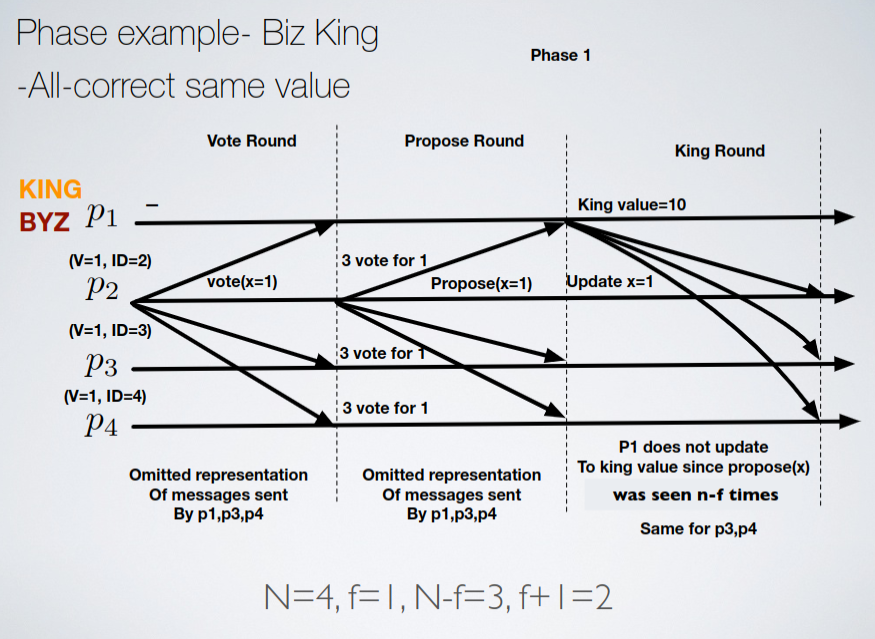 Phase example- Biz King
-All-correct same value
Phase 1
Vote Round
Propose Round
King Round
KING
BYZ
p1
–
King value=10
(V=1, ID=2)
p2
vote(x=1)
3 vote for 1
Propose(x=1)
Update x=1
(V=1, ID=3)
p3
3 vote for 1
(V=1, ID=4)
p4
3 vote for 1
Omitted representation
Of messages sent
By p1,p3,p4
Omitted representation
Of messages sent
By p1,p3,p4
P1 does not update
To king value since propose(x)
was seen n-f times
Same for p3,p4
N=4, f=1, N-f=3, f+1=2